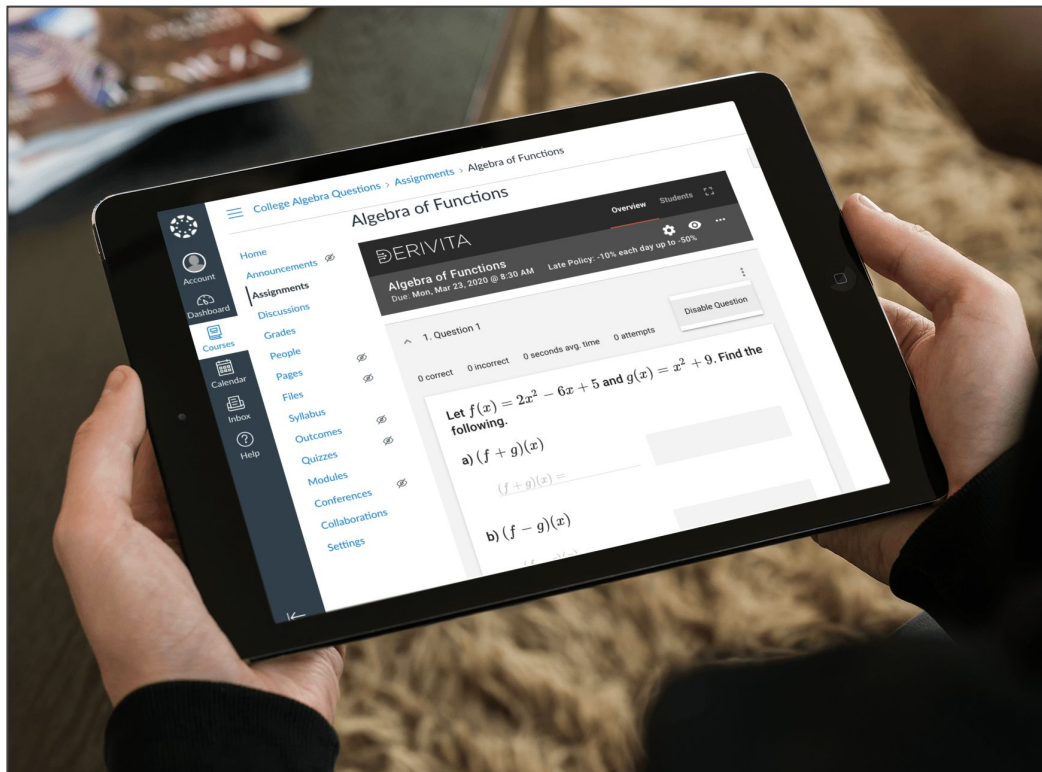 College Algebra Questions > Assignments > Algebra of Functions
Algebra of Functions
Account
Dashboard
Courses
Calendar
Inbox
Help
Home
Announcements
Assignments
Discussions
Grades
People
Pages
Files
Syllabus
Outcomes
Quizzes
Modules
Conferences
Collaborations
Settings
DERIVITA
Overview Students
Algebra of Functions
Due: Mon, Mar 23, 2020 @ 8:30 AM Late Policy: -10% each day up to -50%
1. Question 1
0 correct 0 incorrect 0 seconds avg. time 0 attempts
Disable Question
Let f(x) = 2x² − 6x + 5 and g(x) = x² + 9. Find the
following.
a) (f + g)(x)
(f + g)(x) =
b) (f − g)(x)